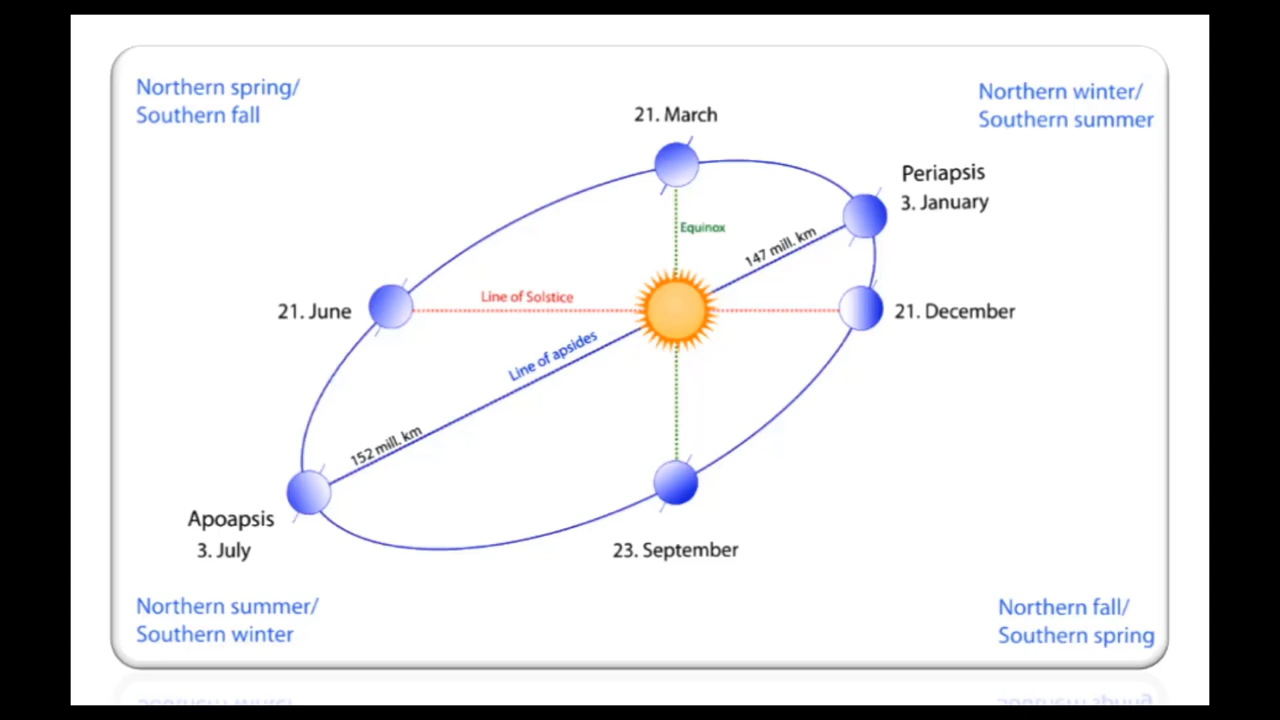 Northern spring/
Southern fall
21. March
Northern winter/
Southern summer
Periapsis
3. January
Equinox
147 mill. km
21. June
Line of Solstice
21. December
Line of apsides
152 mill. km
Apoapsis
3. July
23. September
Northern summer/
Southern winter
Northern fall/
Southern spring